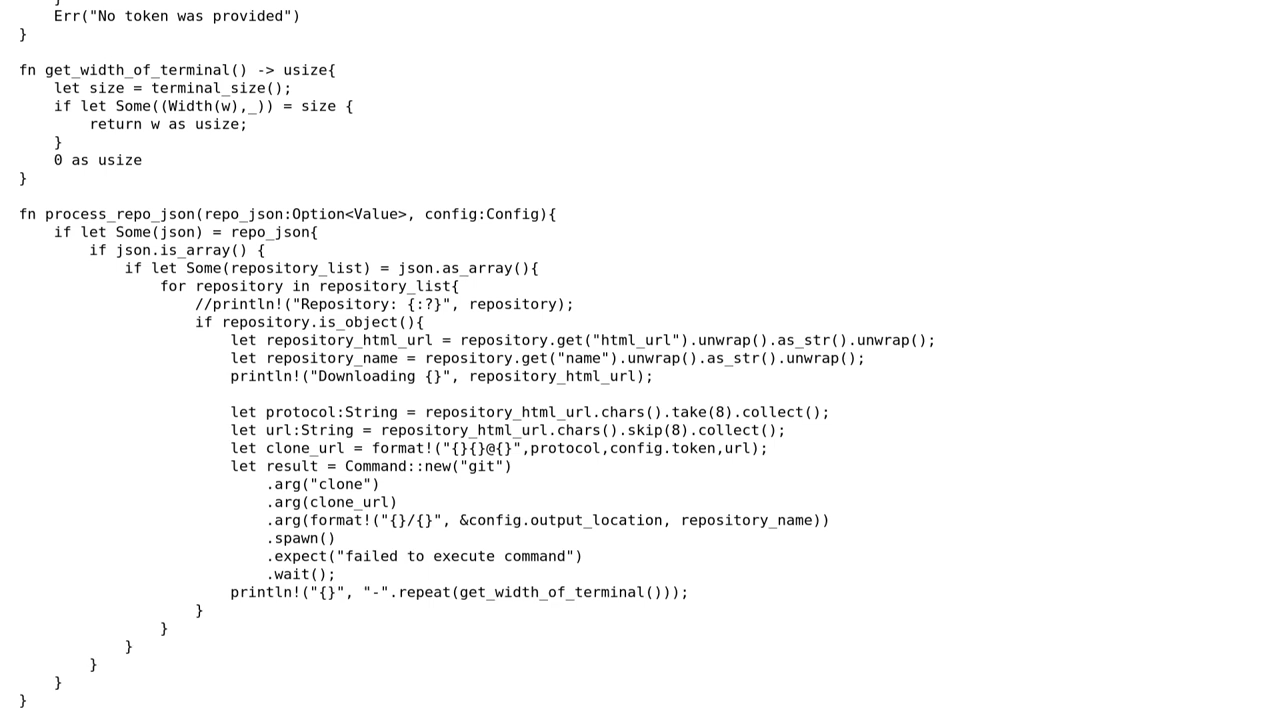 }
    Err("No token was provided")
}

fn get_width_of_terminal() -> usize{
    let size = terminal_size();
    if let Some((Width(w),_)) = size {
        return w as usize;
    }
    0 as usize
}

fn process_repo_json(repo_json:Option<Value>, config:Config){
    if let Some(json) = repo_json{
        if json.is_array() {
            if let Some(repository_list) = json.as_array(){
                for repository in repository_list{
                    //println!("Repository: {:?}", repository);
                    if repository.is_object(){
                        let repository_html_url = repository.get("html_url").unwrap().as_str().unwrap();
                        let repository_name = repository.get("name").unwrap().as_str().unwrap();
                        println!("Downloading {}", repository_html_url);

                        let protocol:String = repository_html_url.chars().take(8).collect();
                        let url:String = repository_html_url.chars().skip(8).collect();
                        let clone_url = format!("{}{}@{}",protocol,config.token,url);
                        let result = Command::new("git")
                            .arg("clone")
                            .arg(clone_url)
                            .arg(format!("{}/{}", &config.output_location, repository_name))
                            .spawn()
                            .expect("failed to execute command")
                            .wait();
                        println!("{}", "-".repeat(get_width_of_terminal()));
                    }
                }
            }
        }
    }
}